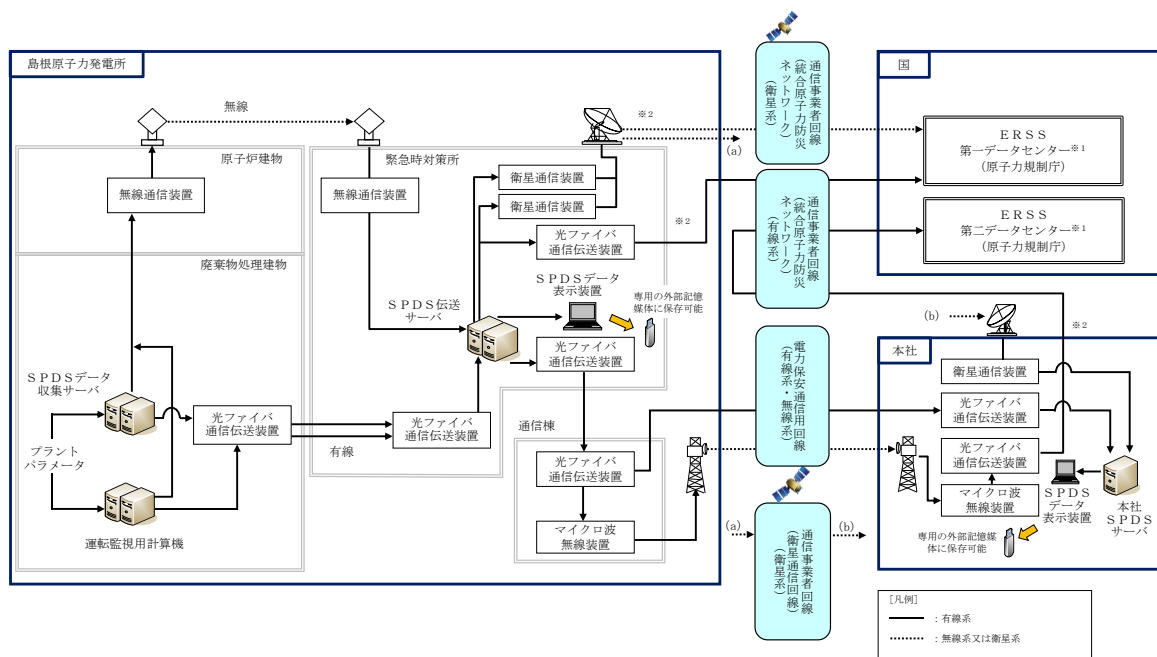 島根原子力発電所
無線
原子炉建物
無線通信装置
廃棄物処理建物
SPDSデータ
収集サーバ
プラント
パラメータ
運転監視用計算機
光ファイバ
通信伝送装置
有線
緊急時対策所
無線通信装置
衛星通信装置
衛星通信装置
光ファイバ
通信伝送装置
SPDS伝送
サーバ
SPDSデータ
表示装置
専用の外部記憶
媒体に保存可能
光ファイバ
通信伝送装置
光ファイバ
通信伝送装置
通信棟
光ファイバ
通信伝送装置
マイクロ波
無線装置
※2
※2
(a)
通信事業者回線
(統合原子力防災
ネットワーク)
(衛星系)
通信事業者回線
(統合原子力防災
ネットワーク)
(有線系)
電力保安通信用回線
(有線系・無線系)
通信事業者回線
(衛星通信回線)
(衛星系)
(a)
(b)
国
ERSS
第一データセンター※1
(原子力規制庁)
ERSS
第二データセンター※1
(原子力規制庁)
(b)
※2
本社
衛星通信装置
光ファイバ
通信伝送装置
光ファイバ
通信伝送装置
マイクロ波
無線装置
SPDS
データ
表示装置
本社
SPDS
サーバ
専用の外部記憶媒
体に保存可能
[凡例]
:有線系
:無線系又は衛星系